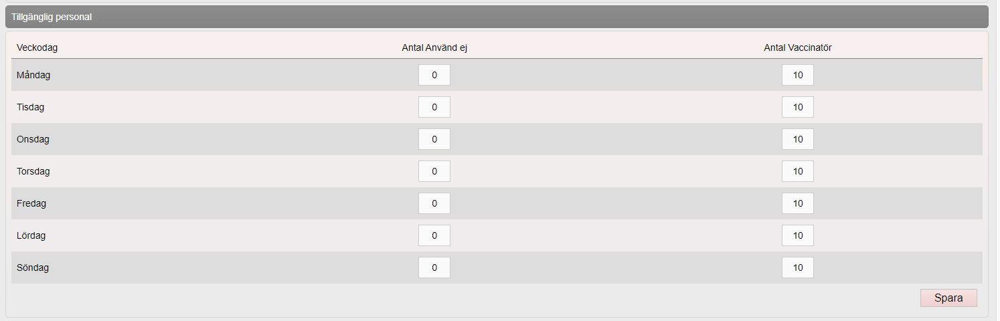 Tillgänglig personal
Veckodag Antal Använd ej Antal Vaccinatör
Måndag 0 10
Tisdag 0 10
Onsdag 0 10
Torsdag 0 10
Fredag 0 10
Lördag 0 10
Söndag 0 10
Spara